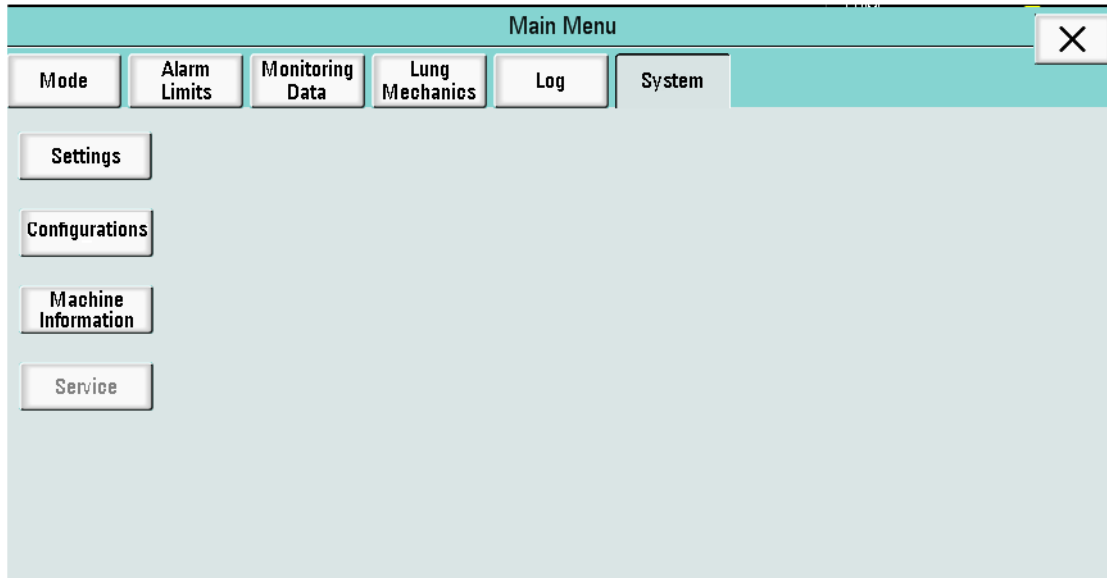 Main Menu
Mode
Alarm
Limits
Monitoring
Data
Lung
Mechanics
Log
System
Settings
Configurations
Machine
Information
Service